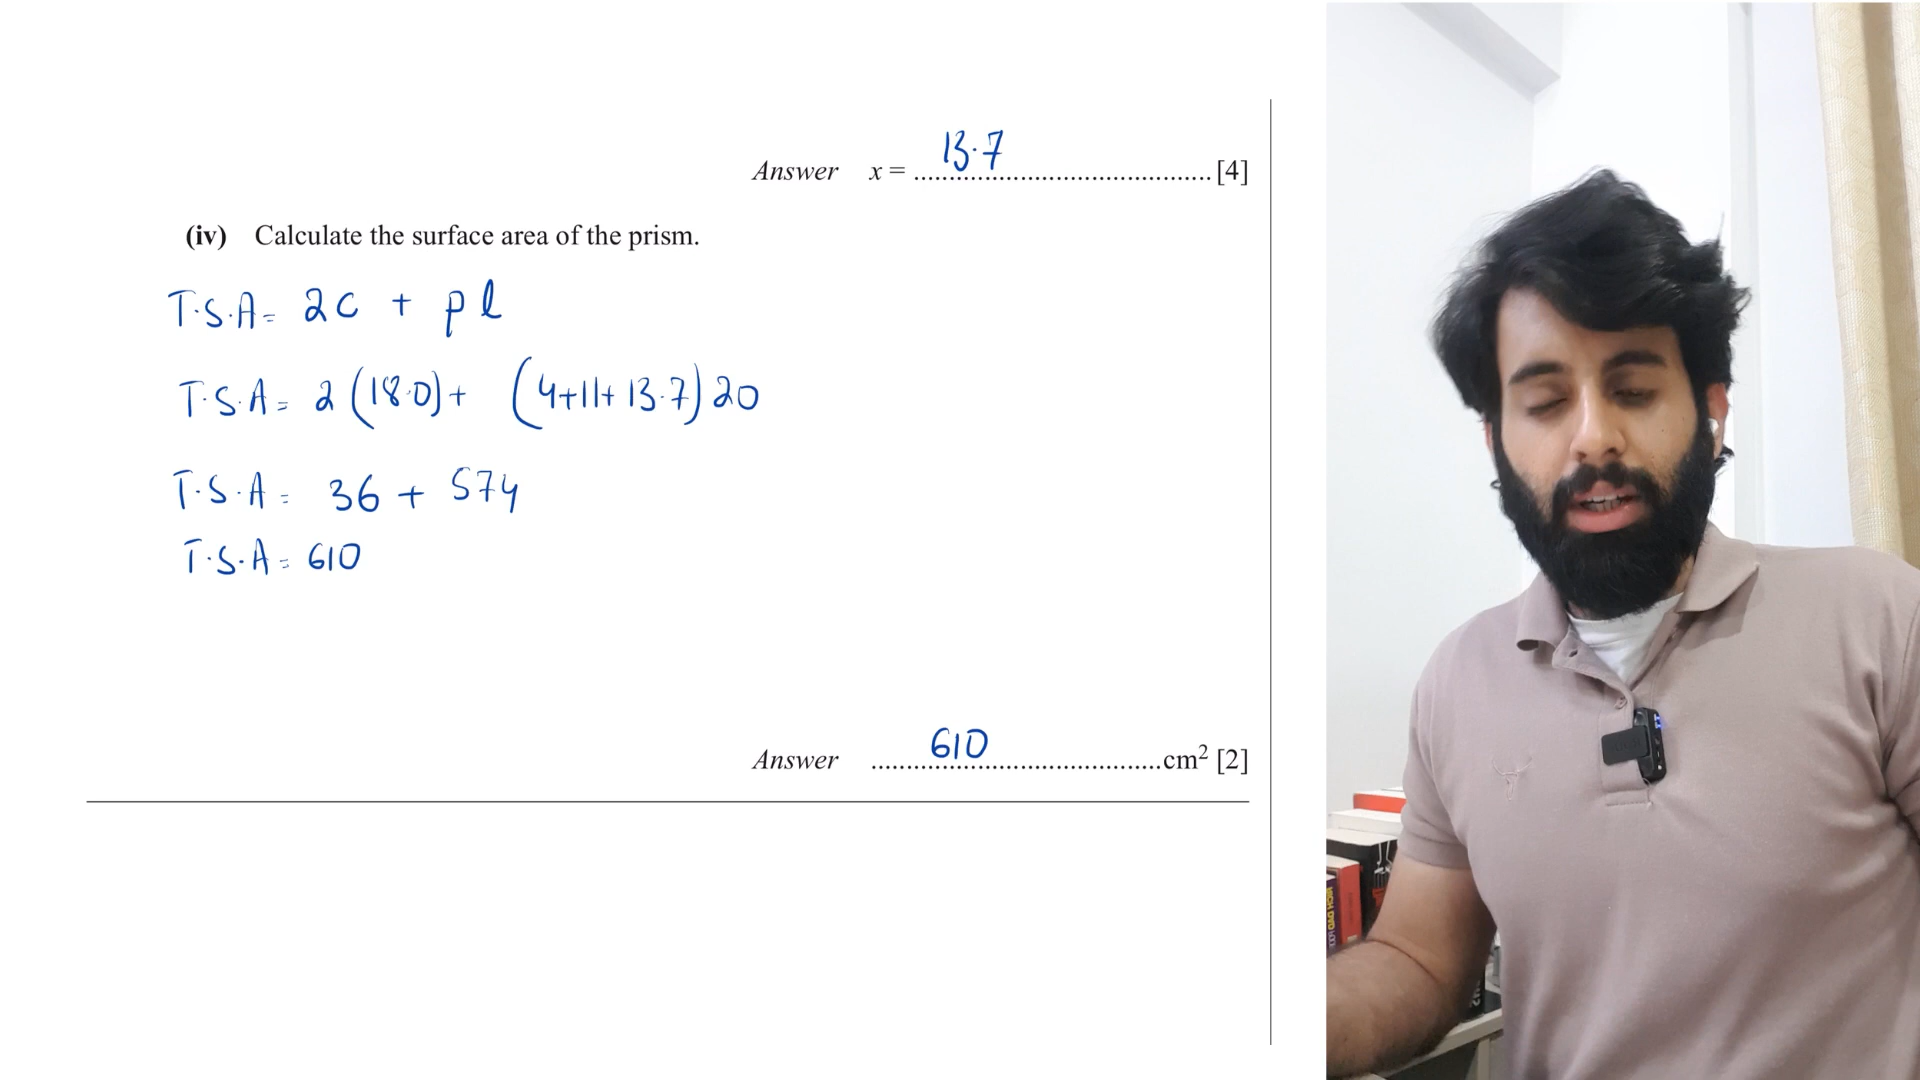 13.7
Answer x = ........................................ [4]
(iv) Calculate the surface area of the prism.
T.S.A = 2C + pl
T.S.A = 2(18.0) + (4+11+13.7)20
T.S.A = 36 + 574
T.S.A = 610
610
Answer ........................................cm² [2]